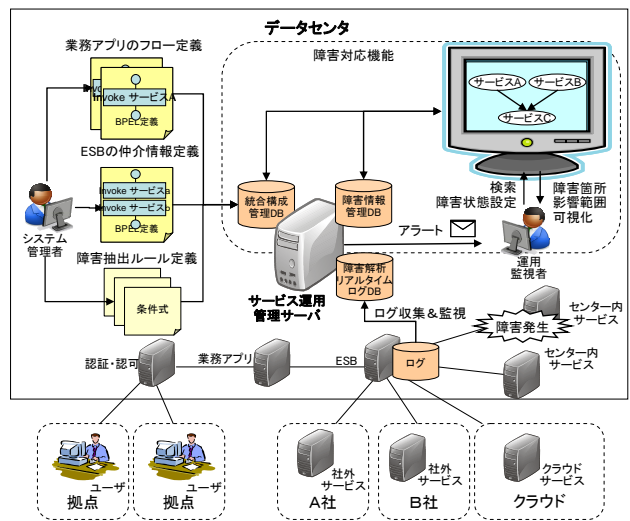 データセンタ
業務アプリのフロー定義
Invoke サービスA
BPEL定義
ESBの仲介情報定義
Invoke サービスa
Invoke サービスb
BPEL定義
障害抽出ルール定義
条件式
システム
管理者
障害対応機能
サービスA
サービスB
サービスC
統合構成
管理DB
障害情報
管理DB
検索
障害状態設定
障害箇所
影響範囲
可視化
アラート
運用
監視者
サービス運用
管理サーバ
障害解析
リアルタイム
ログDB
ログ収集&監視
センター内
サービス
障害発生
認証・認可
業務アプリ
ESB
ログ
センター内
サービス
ユーザ
拠点
ユーザ
拠点
社外
サービス
A社
社外
サービス
B社
クラウド
サービス
クラウド